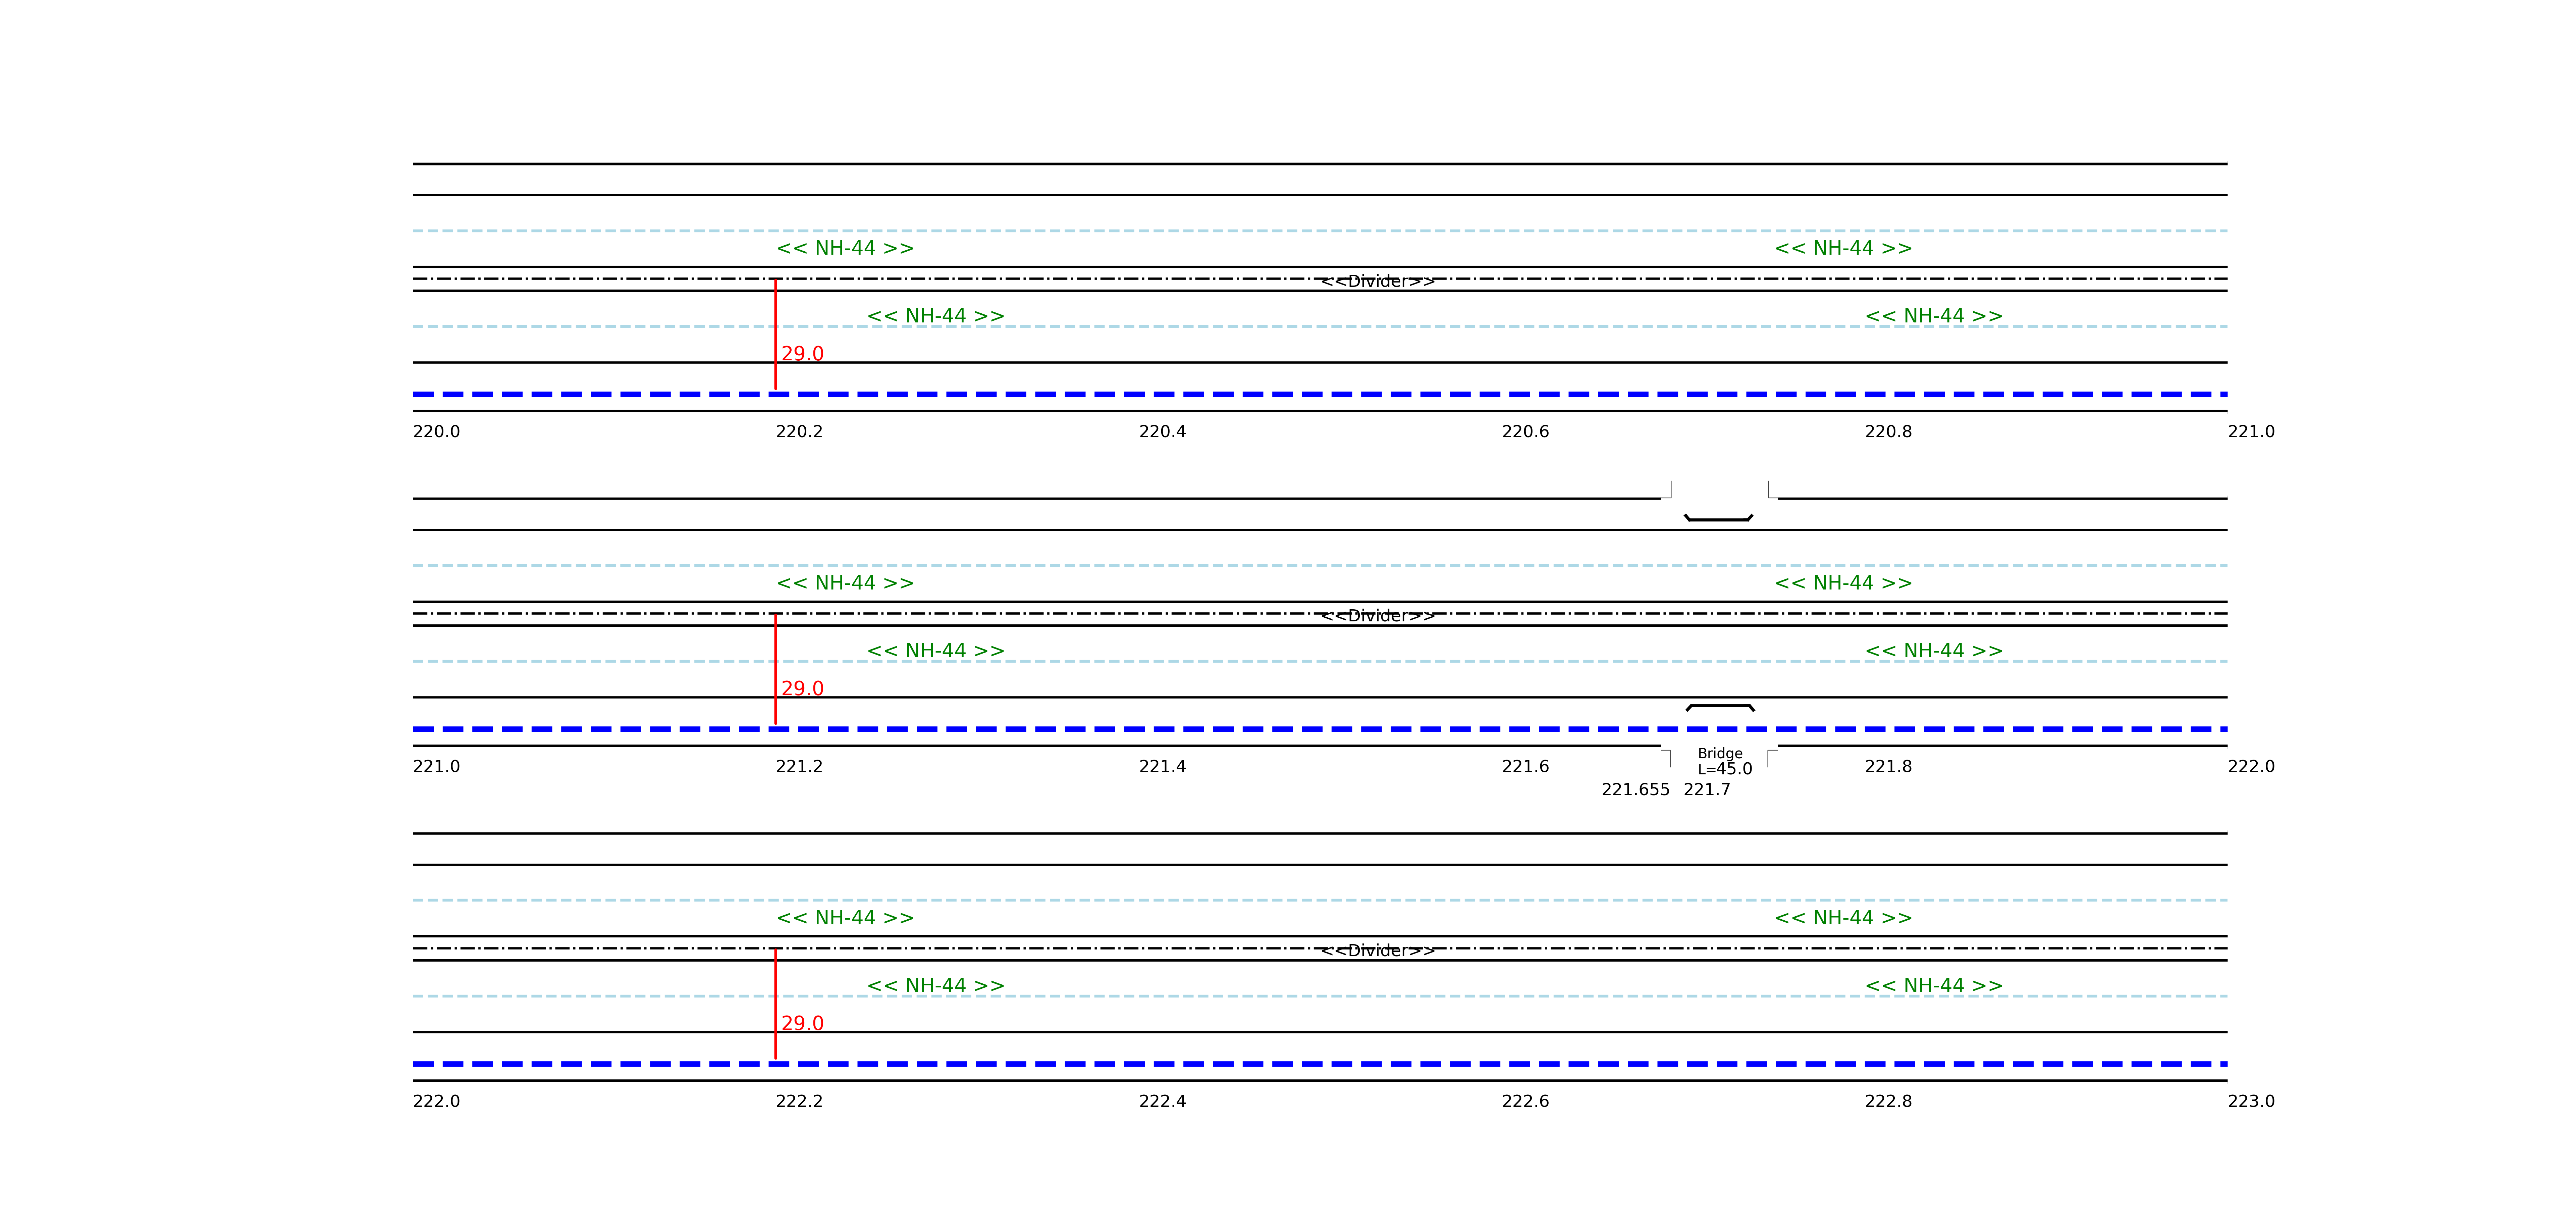 << NH-44 >> << NH-44 >>
<<Divider>>
<< NH-44 >> << NH-44 >>
29.0
220.0 220.2 220.4 220.6 220.8 221.0
<< NH-44 >> << NH-44 >>
<<Divider>>
<< NH-44 >> << NH-44 >>
29.0
Bridge
221.0 221.2 221.4 221.6 L=45.0 221.8 222.0
221.655 221.7
<< NH-44 >> << NH-44 >>
<<Divider>>
<< NH-44 >> << NH-44 >>
29.0
222.0 222.2 222.4 222.6 222.8 223.0